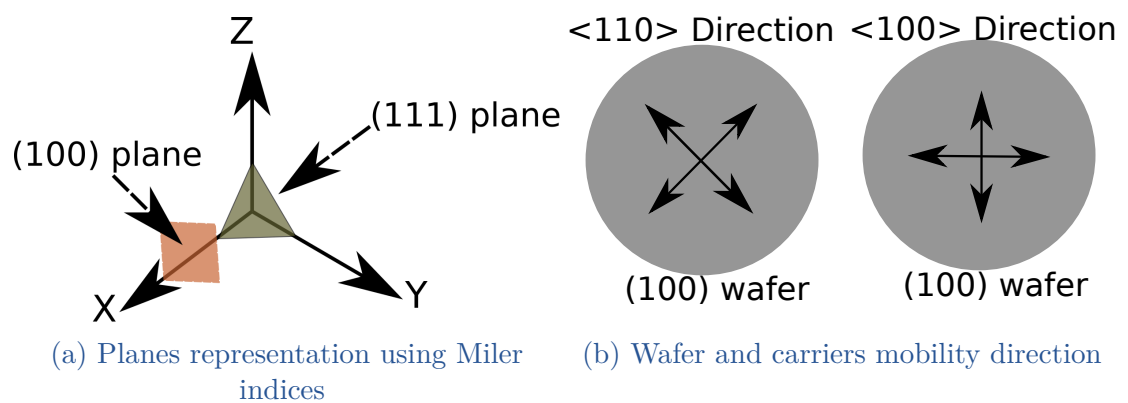 Z
(111) plane
(100) plane
X
Y
(a) Planes representation using Miler
indices
<110> Direction
<100> Direction
(100) wafer
(100) wafer
(b) Wafer and carriers mobility direction